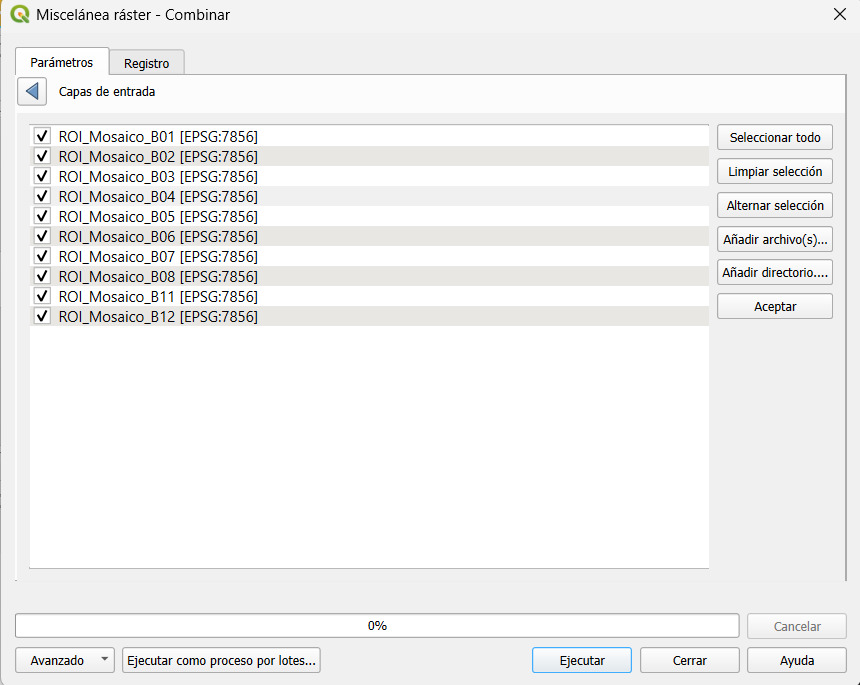 Miscelánea ráster - Combinar
Parámetros
Registro
Capas de entrada
ROI_Mosaico_B01 [EPSG:7856]
ROI_Mosaico_B02 [EPSG:7856]
ROI_Mosaico_B03 [EPSG:7856]
ROI_Mosaico_B04 [EPSG:7856]
ROI_Mosaico_B05 [EPSG:7856]
ROI_Mosaico_B06 [EPSG:7856]
ROI_Mosaico_B07 [EPSG:7856]
ROI_Mosaico_B08 [EPSG:7856]
ROI_Mosaico_B11 [EPSG:7856]
ROI_Mosaico_B12 [EPSG:7856]
Seleccionar todo
Limpiar selección
Alternar selección
Añadir archivo(s)...
Añadir directorio....
Aceptar
0%
Cancelar
Avanzado
Ejecutar como proceso por lotes...
Ejecutar
Cerrar
Ayuda